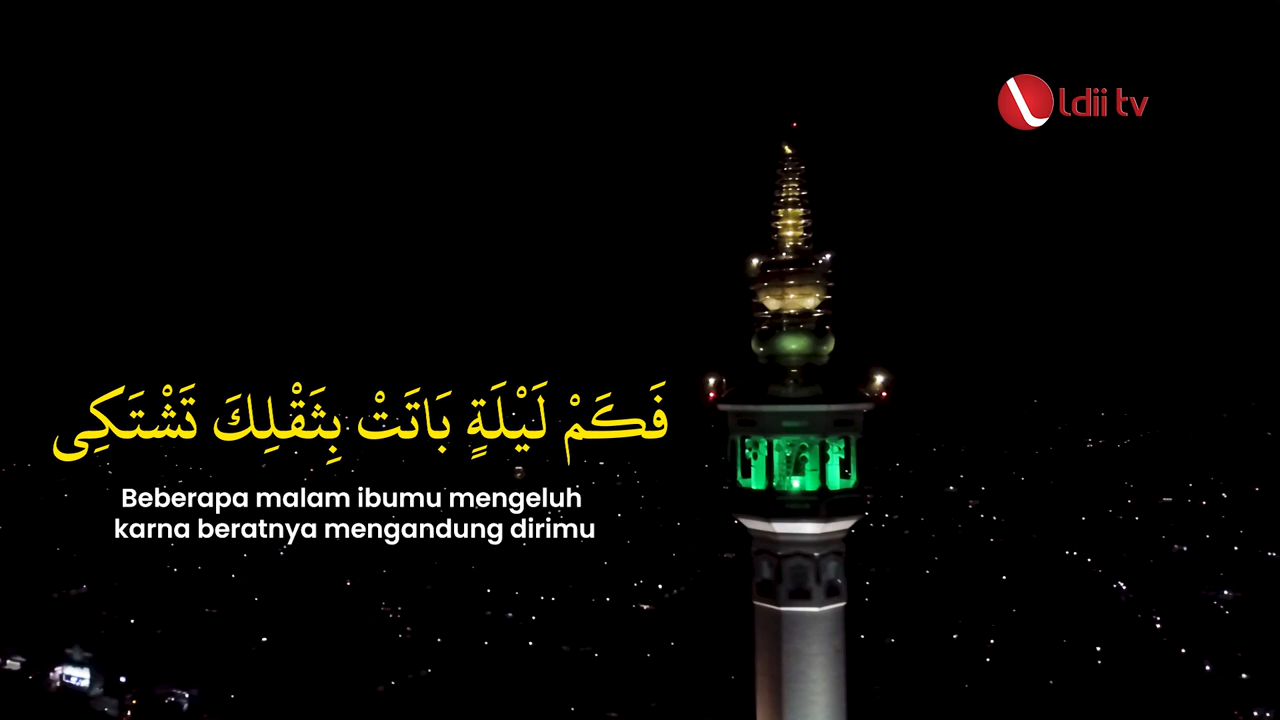 ldii tv
فَكَمْ لَيْلَةٍ بَاتَتْ بِثَقْلِكَ تَشْتَكِى
Beberapa malam ibumu mengeluh
karna beratnya mengandung dirimu